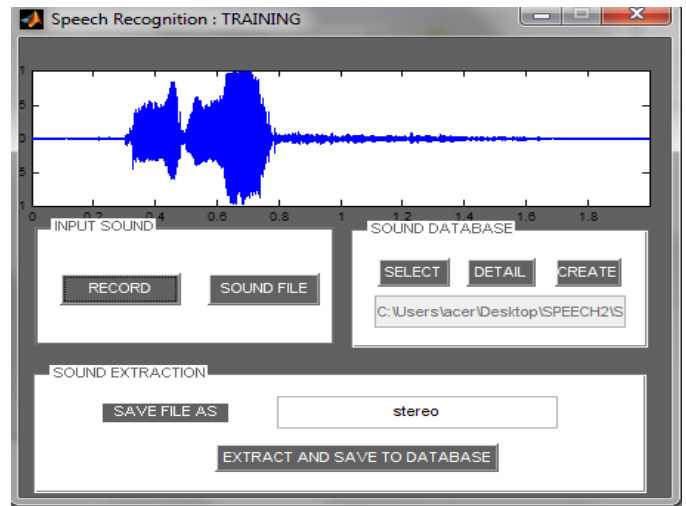 Speech Recognition : TRAINING
1
5
0
5
1
0 0.2 0.4 0.6 0.8 1 1.2 1.4 1.6 1.8
INPUT SOUND
RECORD SOUND FILE
SOUND DATABASE
SELECT DETAIL CREATE
C:\Users\acer\Desktop\SPEECH2\S
SOUND EXTRACTION
SAVE FILE AS stereo
EXTRACT AND SAVE TO DATABASE